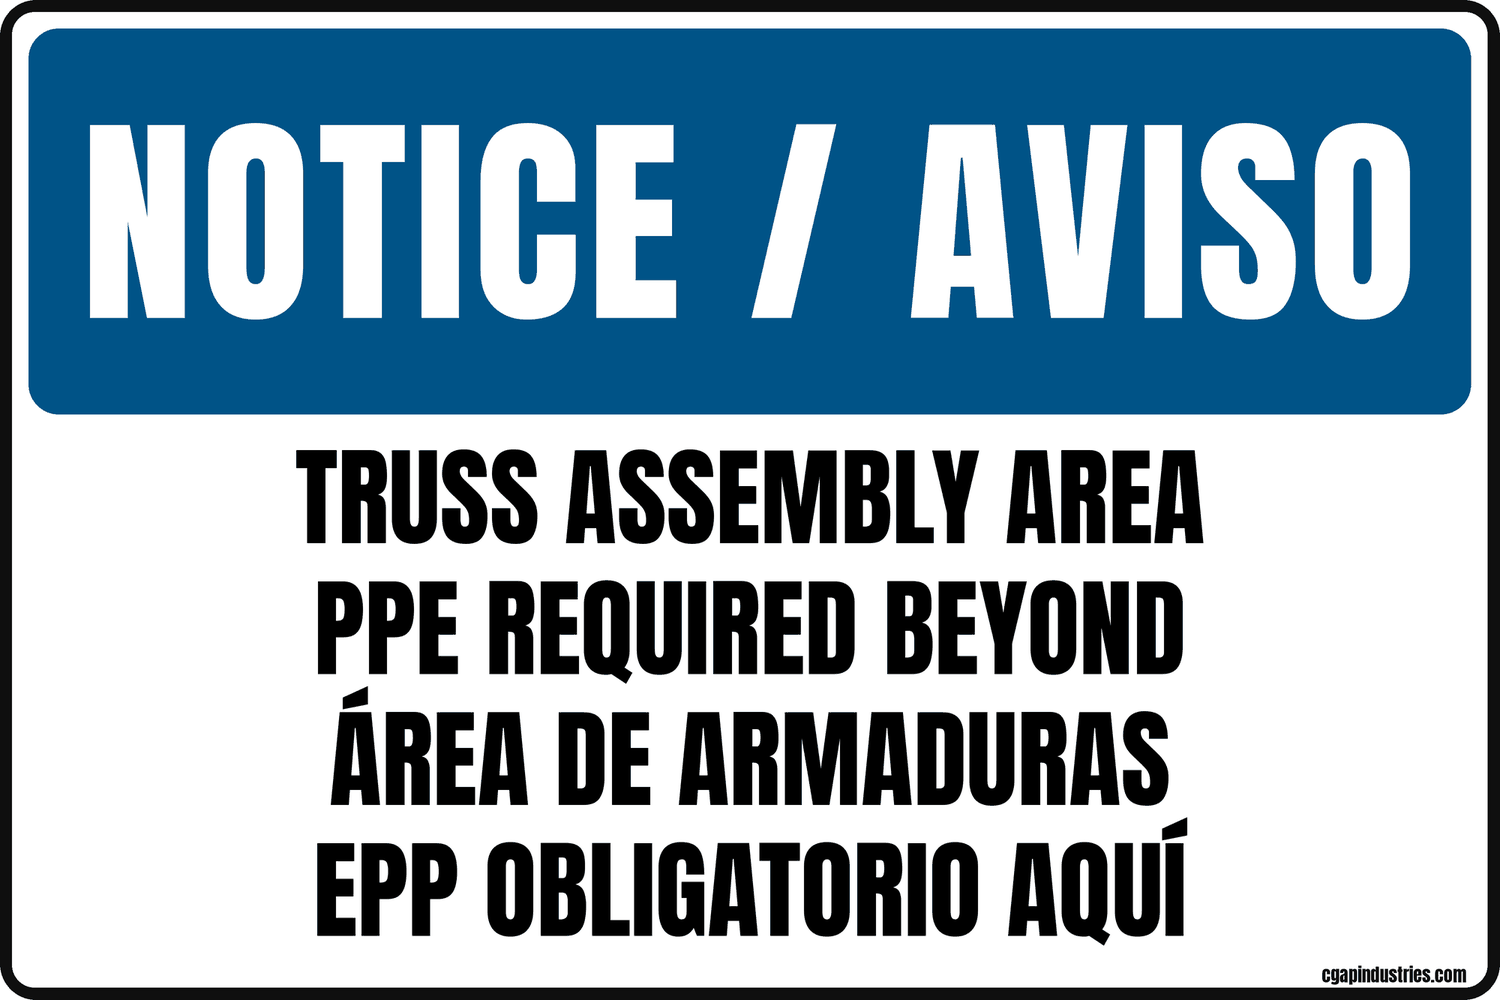 NOTICE / AVISO
TRUSS ASSEMBLY AREA
PPE REQUIRED BEYOND
ÁREA DE ARMADURAS
EPP OBLIGATORIO AQUÍ
cgapindustries.com